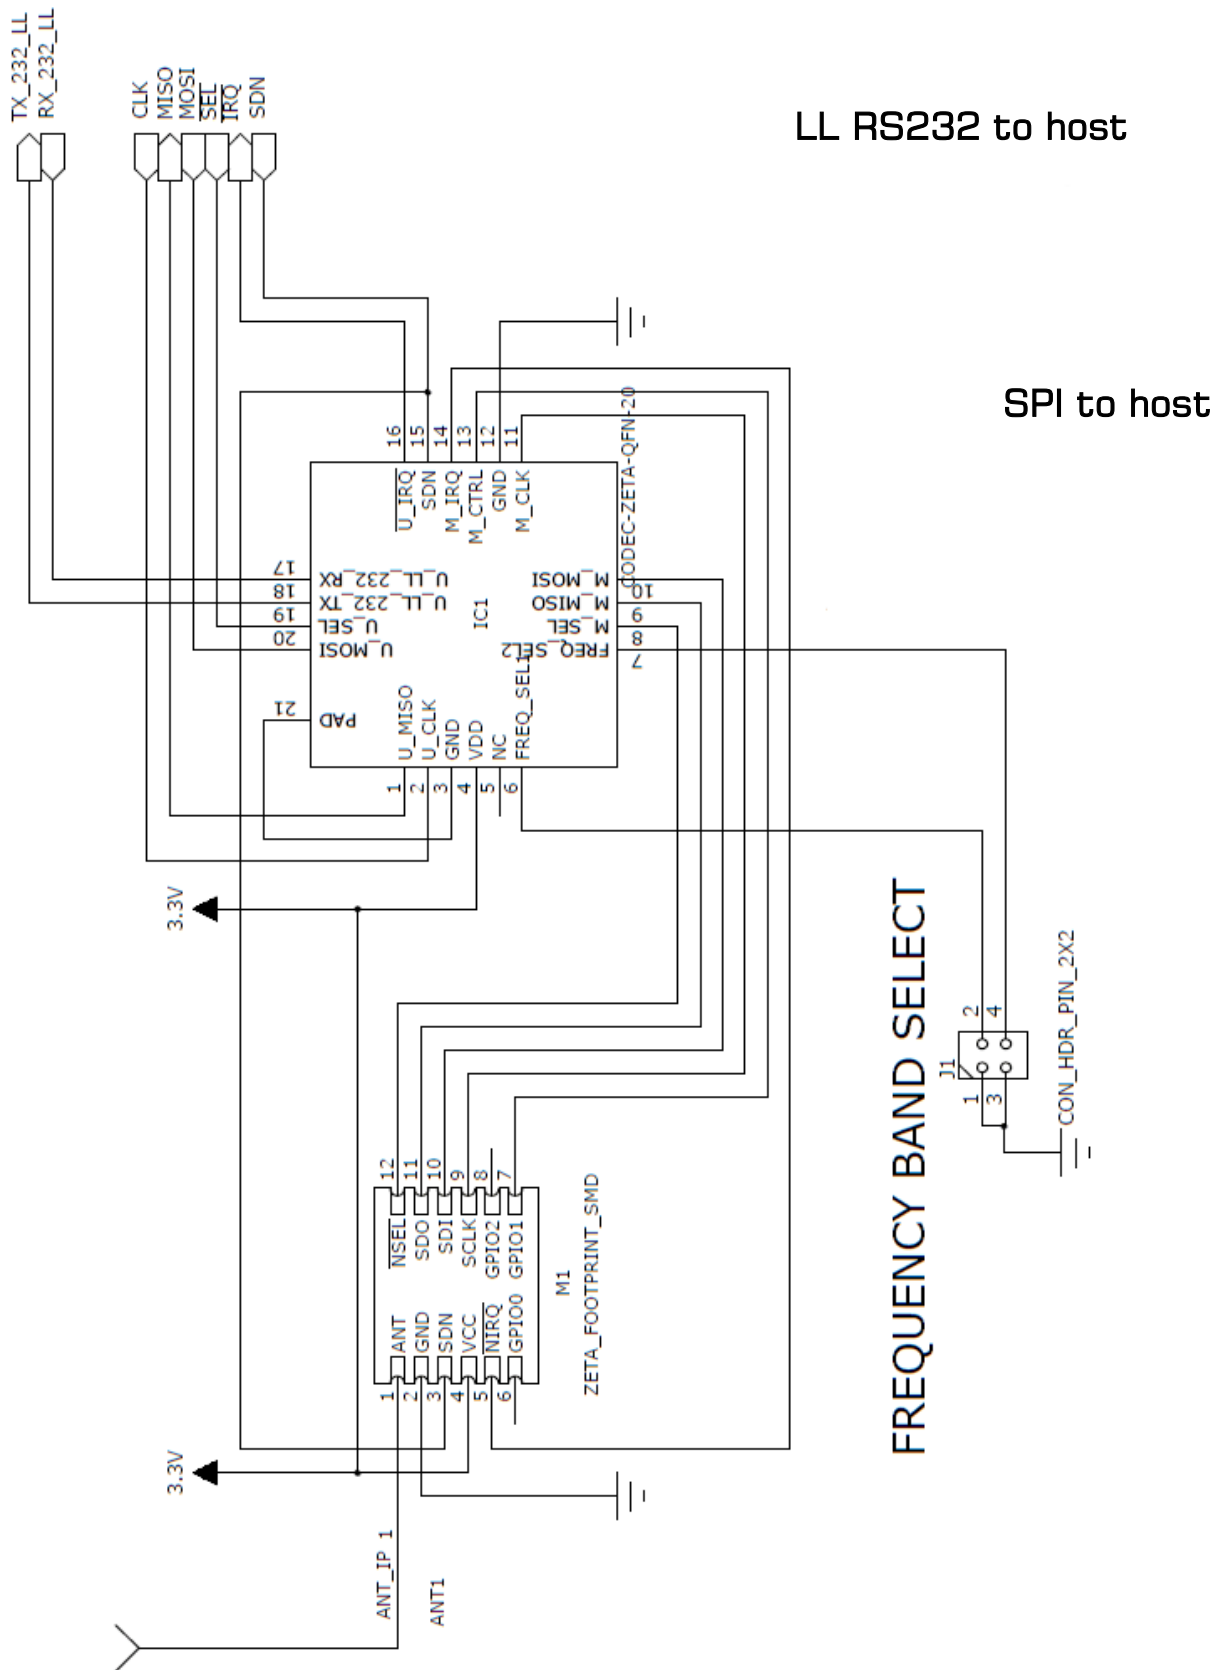 TX_232_LL
RX_232_LL
CLK
MISO
MOSI
SEL
IRQ
SDN
LL RS232 to host
SPI to host
16
15
14
13
12
11
U_IRQ
SDN
M_IRQ
M_CTRL
GND
M_CLK
CODEC-ZETA-QFN-20
17
18
19
20
21
U_LL_232_RX
U_LL_232_TX
U_SEL
U_MOSI
PAD
IC1
M_MOSI
M_MISO
M_SEL
FREQ_SEL2
10
9
8
7
U_MISO
U_CLK
GND
VDD
NC
FREQ_SEL1
1
2
3
4
5
6
3.3V
FREQUENCY BAND SELECT
J1
2
4
1
3
CON_HDR_PIN_2X2
12
11
10
9
8
7
NSEL
SDO
SDI
SCLK
GPIO2
GPIO1
ANT
GND
SDN
VCC
NIRQ
GPIO0
1
2
3
4
5
6
M1
ZETA_FOOTPRINT_SMD
3.3V
ANT_IP 1
ANT1